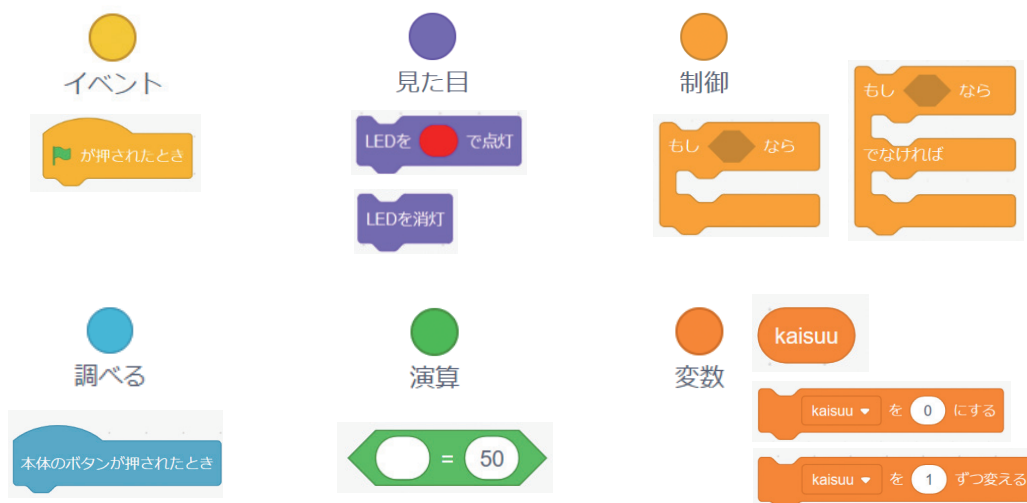 イベント
が押されたとき
見た目
LEDを で点灯
LEDを消灯
制御
もし なら
もし なら
でなければ
調べる
本体のボタンが押されたとき
演算
= 50
変数
kaisuu
kaisuu を 0 にする
kaisuu を 1 ずつ変える